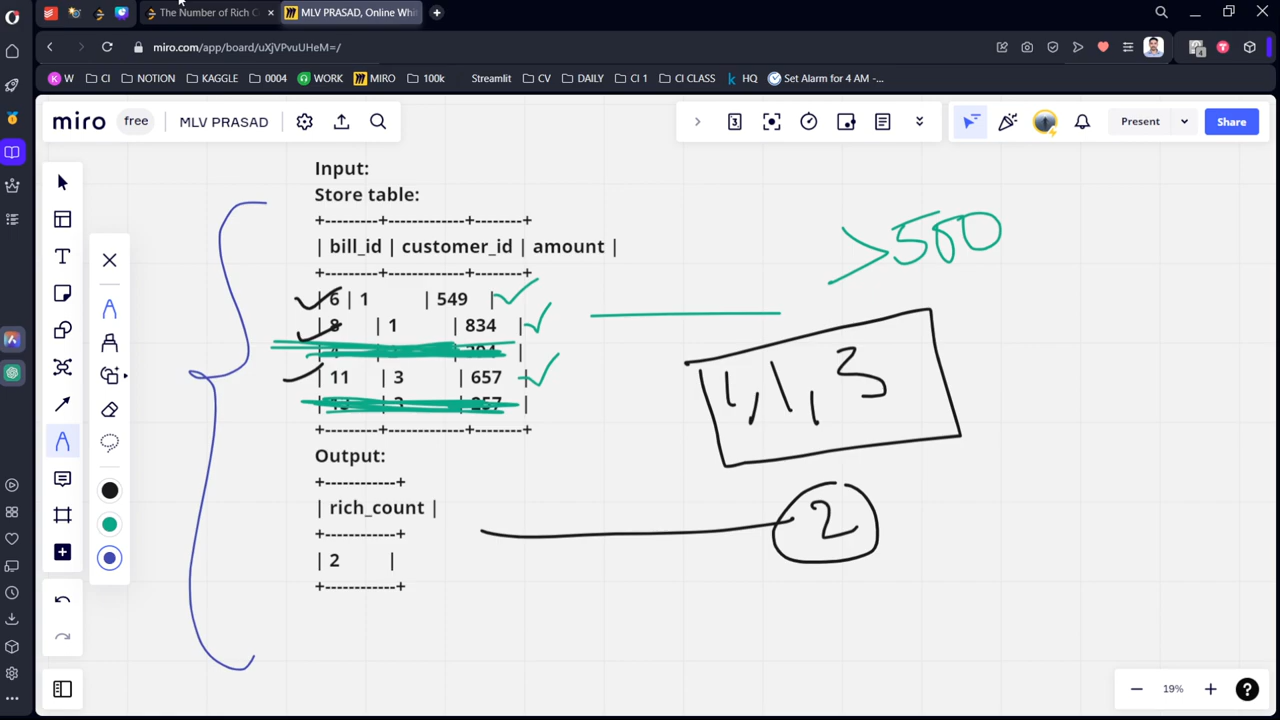 The Number of Rich C
MLV PRASAD, Online Whi
miro.com/app/board/uXjVPvuUHeM=/
W CI NOTION KAGGLE 0004 WORK MIRO 100k Streamlit CV DAILY CI 1 CI CLASS HQ Set Alarm for 4 AM -...
miro free MLV PRASAD Present Share
Input:
Store table:
+--------+-------------+--------+
| bill_id | customer_id | amount |
+--------+-------------+--------+
| 6 | 1 | 549 |
| 8 | 1 | 834 |
| 11 | 3 | 657 |
+--------+-------------+--------+
Output:
+------------+
| rich_count |
+------------+
| 2 |
+------------+
>500
1,1,3
2
19%